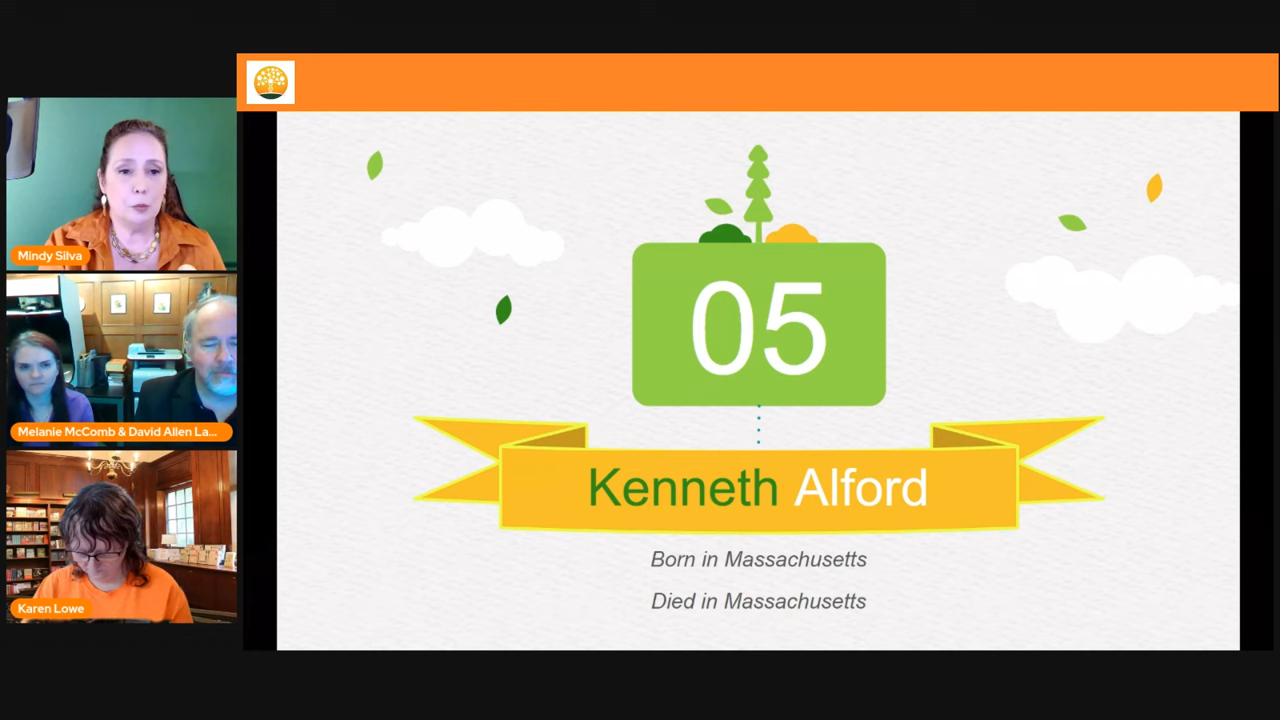 Mindy Silva
Melanie McComb & David Allen La...
Karen Lowe
05
Kenneth Alford
Born in Massachusetts
Died in Massachusetts